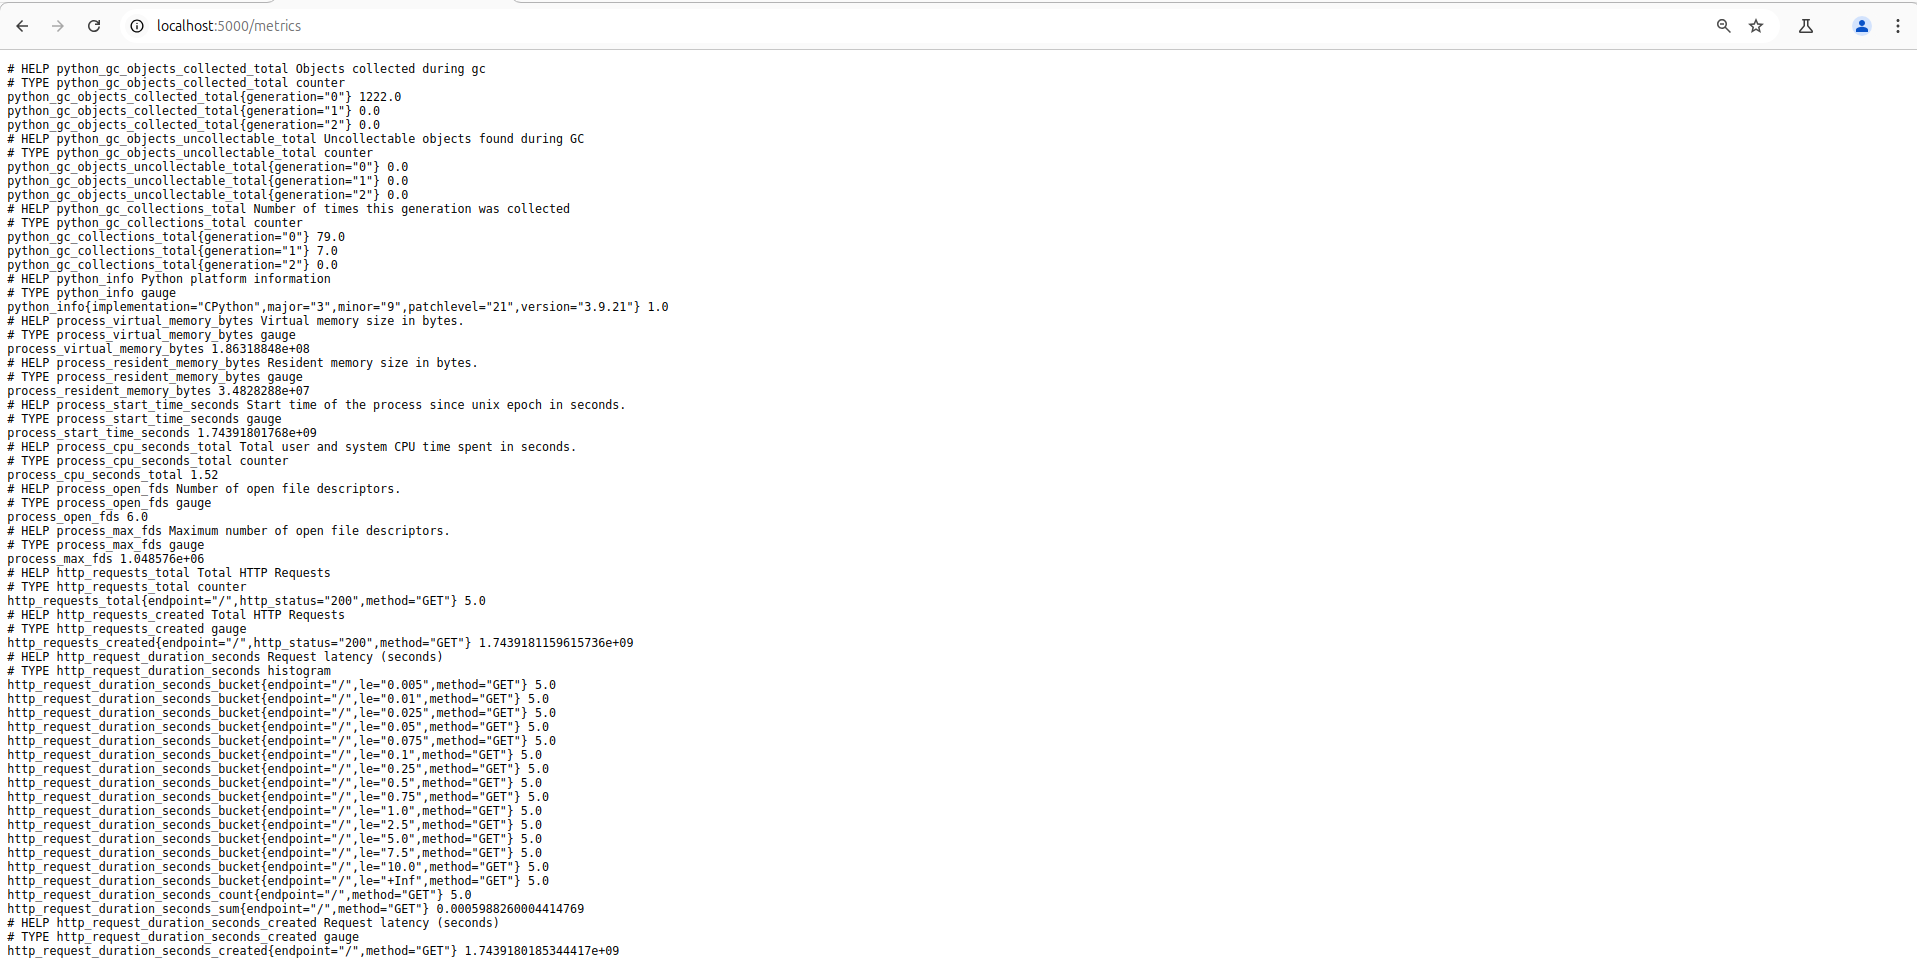 localhost:5000/metrics
# HELP python_gc_objects_collected_total Objects collected during gc
# TYPE python_gc_objects_collected_total counter
python_gc_objects_collected_total{generation="0"} 1222.0
python_gc_objects_collected_total{generation="1"} 0.0
python_gc_objects_collected_total{generation="2"} 0.0
# HELP python_gc_objects_uncollectable_total Uncollectable objects found during GC
# TYPE python_gc_objects_uncollectable_total counter
python_gc_objects_uncollectable_total{generation="0"} 0.0
python_gc_objects_uncollectable_total{generation="1"} 0.0
python_gc_objects_uncollectable_total{generation="2"} 0.0
# HELP python_gc_collections_total Number of times this generation was collected
# TYPE python_gc_collections_total counter
python_gc_collections_total{generation="0"} 79.0
python_gc_collections_total{generation="1"} 7.0
python_gc_collections_total{generation="2"} 0.0
# HELP python_info Python platform information
# TYPE python_info gauge
python_info{implementation="CPython",major="3",minor="9",patchlevel="21",version="3.9.21"} 1.0
# HELP process_virtual_memory_bytes Virtual memory size in bytes.
# TYPE process_virtual_memory_bytes gauge
process_virtual_memory_bytes 1.86318848e+08
# HELP process_resident_memory_bytes Resident memory size in bytes.
# TYPE process_resident_memory_bytes gauge
process_resident_memory_bytes 3.4828288e+07
# HELP process_start_time_seconds Start time of the process since unix epoch in seconds.
# TYPE process_start_time_seconds gauge
process_start_time_seconds 1.74391801768e+09
# HELP process_cpu_seconds_total Total user and system CPU time spent in seconds.
# TYPE process_cpu_seconds_total counter
process_cpu_seconds_total 1.52
# HELP process_open_fds Number of open file descriptors.
# TYPE process_open_fds gauge
process_open_fds 6.0
# HELP process_max_fds Maximum number of open file descriptors.
# TYPE process_max_fds gauge
process_max_fds 1.048576e+06
# HELP http_requests_total Total HTTP Requests
# TYPE http_requests_total counter
http_requests_total{endpoint="/",http_status="200",method="GET"} 5.0
# HELP http_requests_created Total HTTP Requests
# TYPE http_requests_created gauge
http_requests_created{endpoint="/",http_status="200",method="GET"} 1.7439181159615736e+09
# HELP http_request_duration_seconds Request latency (seconds)
# TYPE http_request_duration_seconds histogram
http_request_duration_seconds_bucket{endpoint="/",le="0.005",method="GET"} 5.0
http_request_duration_seconds_bucket{endpoint="/",le="0.01",method="GET"} 5.0
http_request_duration_seconds_bucket{endpoint="/",le="0.025",method="GET"} 5.0
http_request_duration_seconds_bucket{endpoint="/",le="0.05",method="GET"} 5.0
http_request_duration_seconds_bucket{endpoint="/",le="0.075",method="GET"} 5.0
http_request_duration_seconds_bucket{endpoint="/",le="0.1",method="GET"} 5.0
http_request_duration_seconds_bucket{endpoint="/",le="0.25",method="GET"} 5.0
http_request_duration_seconds_bucket{endpoint="/",le="0.5",method="GET"} 5.0
http_request_duration_seconds_bucket{endpoint="/",le="0.75",method="GET"} 5.0
http_request_duration_seconds_bucket{endpoint="/",le="1.0",method="GET"} 5.0
http_request_duration_seconds_bucket{endpoint="/",le="2.5",method="GET"} 5.0
http_request_duration_seconds_bucket{endpoint="/",le="5.0",method="GET"} 5.0
http_request_duration_seconds_bucket{endpoint="/",le="7.5",method="GET"} 5.0
http_request_duration_seconds_bucket{endpoint="/",le="10.0",method="GET"} 5.0
http_request_duration_seconds_bucket{endpoint="/",le="+Inf",method="GET"} 5.0
http_request_duration_seconds_count{endpoint="/",method="GET"} 5.0
http_request_duration_seconds_sum{endpoint="/",method="GET"} 0.0005988260004414769
# HELP http_request_duration_seconds_created Request latency (seconds)
# TYPE http_request_duration_seconds_created gauge
http_request_duration_seconds_created{endpoint="/",method="GET"} 1.7439180185344417e+09